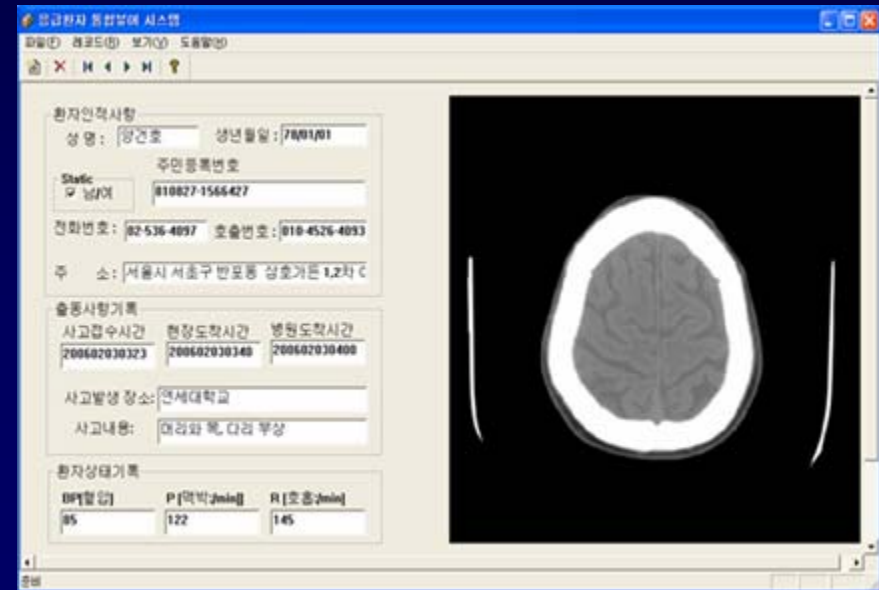 응급환자 통합뷰어 시스템
파일(F) 레코드(R) 보기(V) 도움말(H)
환자인적사항
성 명 : 양건호 생년월일 : 78/01/01
주민등록번호
Static
남/여 810827-1566427
전화번호 : 02-536-4097 호출번호 : 010-4526-4093
주 소 : 서울시 서초구 반포동 상호가든 1,2차
출동사항기록
사고접수시간 현장도착시간 병원도착시간
200602030323 200602030340 200602030400
사고발생 장소: 연세대학교
사고내용: 머리와 목, 다리 부상
환자상태기록
BP[혈압] P [맥박:/min]] R [호흡:/min]
85 122 145
준비